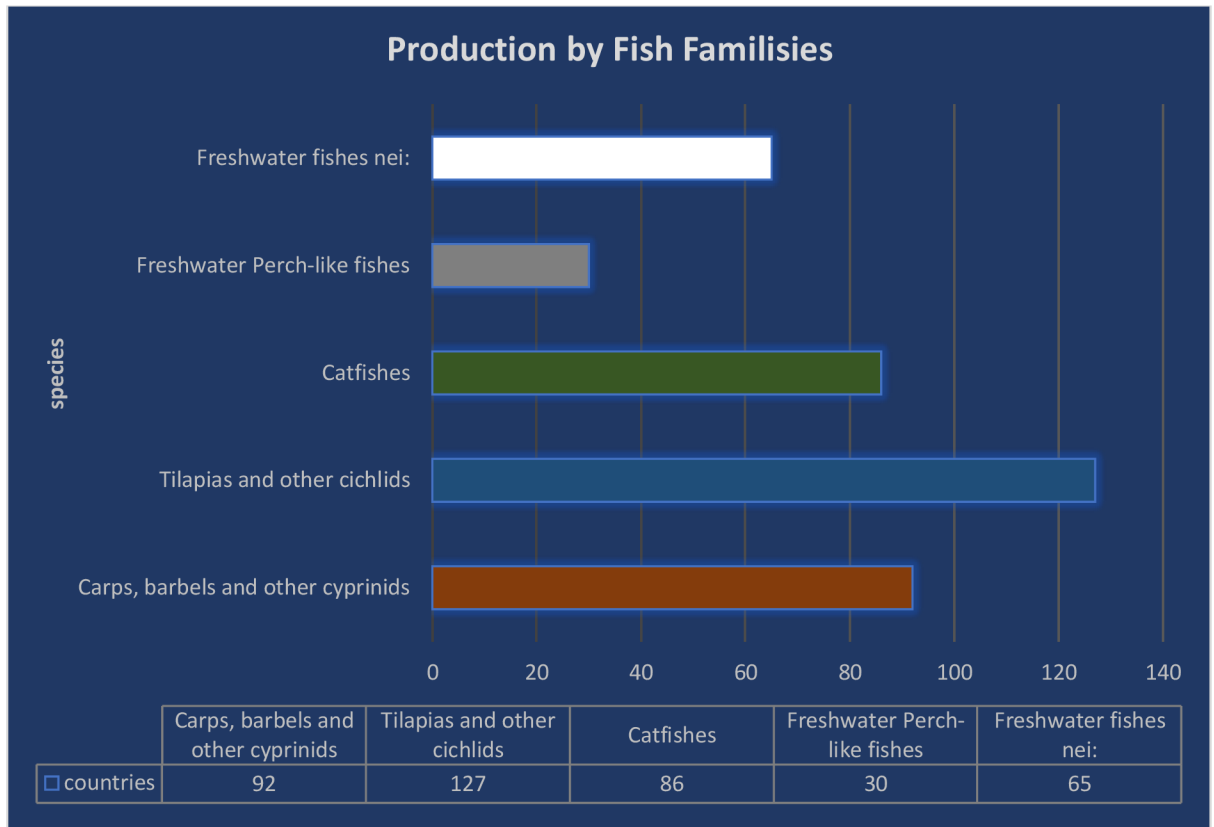 Production by Fish Familisies
species
Freshwater fishes nei:
Freshwater Perch-like fishes
Catfishes
Tilapias and other cichlids
Carps, barbels and other cyprinids
0 20 40 60 80 100 120 140
Carps, barbels and
other cyprinids
Tilapias and other
cichlids
Catfishes
Freshwater Perch-
like fishes
Freshwater fishes
nei:
countries 92 127 86 30 65